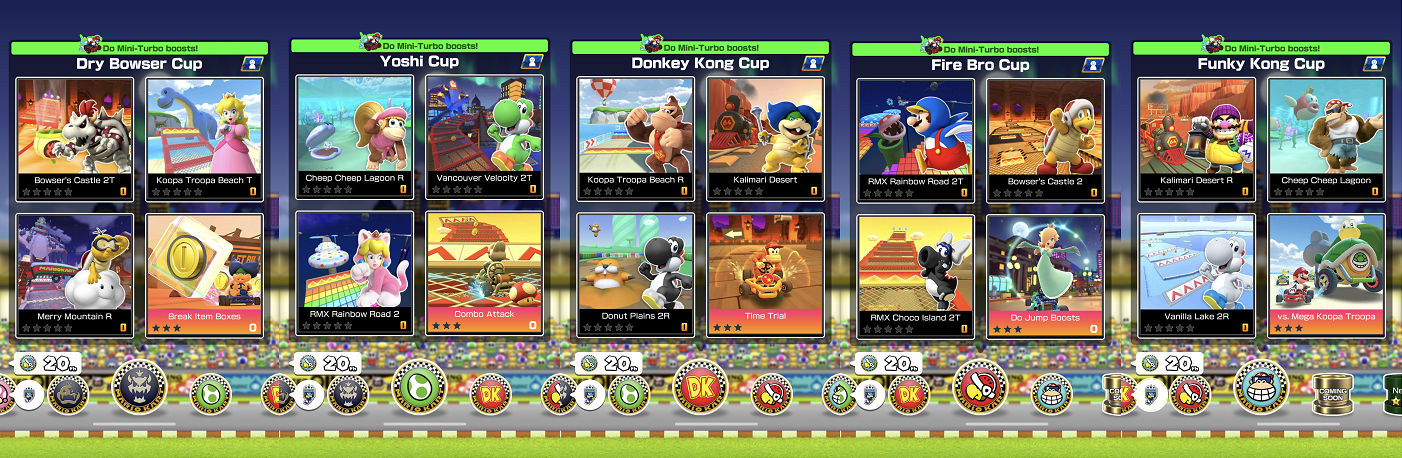 Do Mini-Turbo boosts!
Dry Bowser Cup
Bowser's Castle 2T
Koopa Troopa Beach T
Merry Mountain R
Break Item Boxes
0
20th
Do Mini-Turbo boosts!
Yoshi Cup
Cheep Cheep Lagoon R
Vancouver Velocity 2T
RMX Rainbow Road 2
Combo Attack
0
20th
DK
Do Mini-Turbo boosts!
Donkey Kong Cup
Koopa Troopa Beach R
Kalimari Desert
Donut Plains 2R
Time Trial
20th
DK
Do Mini-Turbo boosts!
Fire Bro Cup
RMX Rainbow Road 2T
Bowser's Castle 2
RMX Choco Island 2T
Do Jump Boosts
0
20th
DK
Do Mini-Turbo boosts!
Funky Kong Cup
Kalimari Desert R
Cheep Cheep Lagoon
Vanilla Lake 2R
vs. Mega Koopa Troopa
20th
COMING
SOON